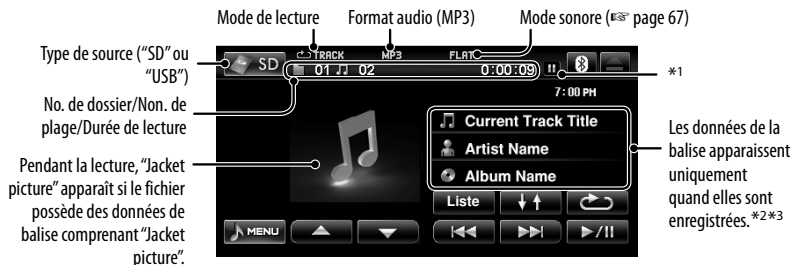 Mode de lecture
Format audio (MP3)
Mode sonore (☞ page 67)
Type de source (“SD” ou
“USB”)
SD
TRACK
MP3
FLAT
01 02 0:00:09
*1
7:00 PM
No. de dossier/Non. de
plage/Durée de lecture
Pendant la lecture, “Jacket
picture” apparaît si le fichier
possède des données de
balise comprenant “Jacket
picture”.
Current Track Title
Artist Name
Album Name
Les données de la
balise apparaissent
uniquement
quand elles sont
enregistrées.*2*3
Liste
MENU